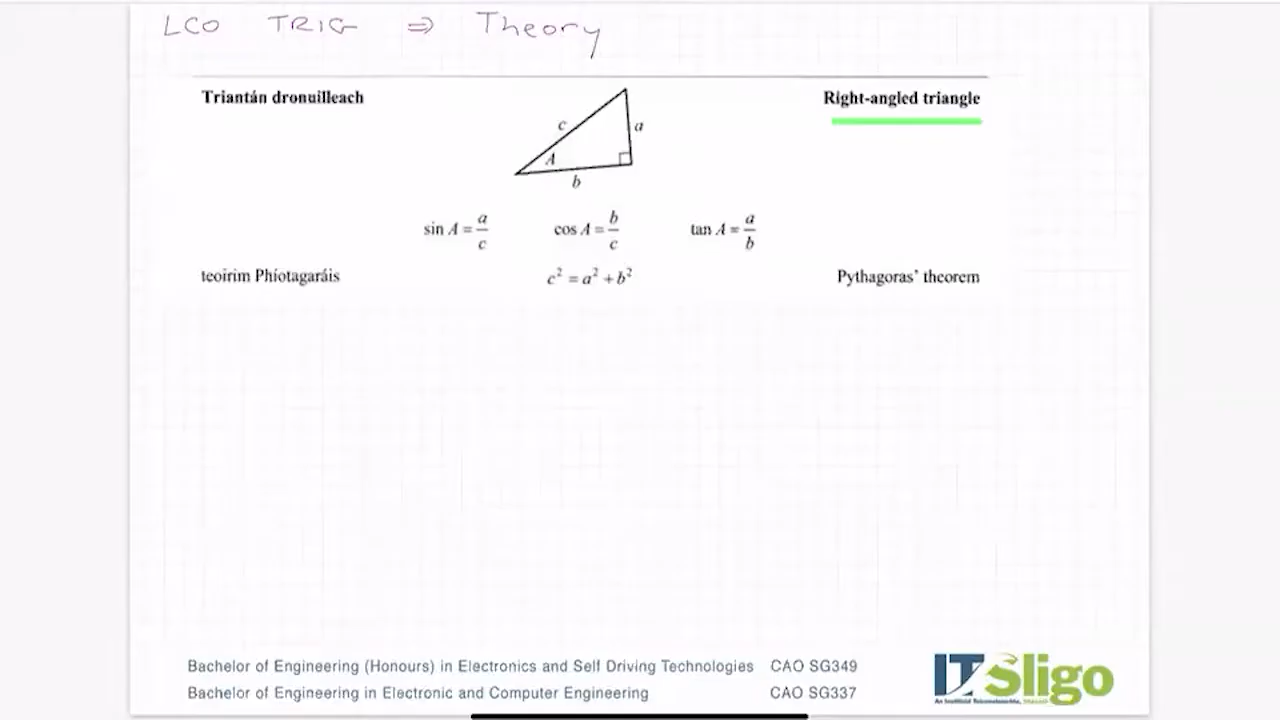 LCO TRIG ⇒ Theory
Triantán dronuilleach
Right-angled triangle
c
a
A
b
sin A = a/c cos A = b/c tan A = a/b
teoirim Phíotagaráis c² = a² + b² Pythagoras’ theorem
Bachelor of Engineering (Honours) in Electronics and Self Driving Technologies CAO SG349
Bachelor of Engineering in Electronic and Computer Engineering CAO SG337
IT Sligo